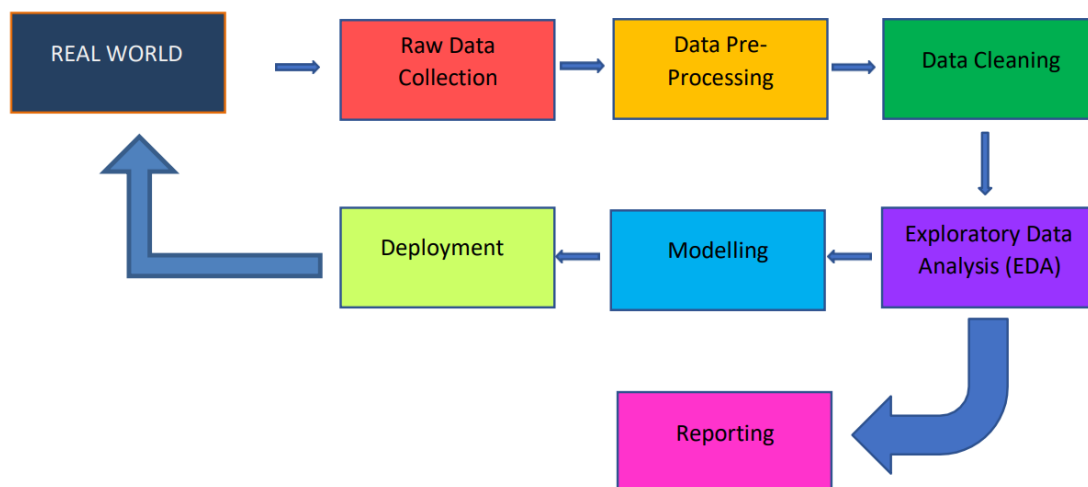 REAL WORLD
Raw Data
Collection
Data Pre-
Processing
Data Cleaning
Exploratory Data
Analysis (EDA)
Modelling
Deployment
Reporting